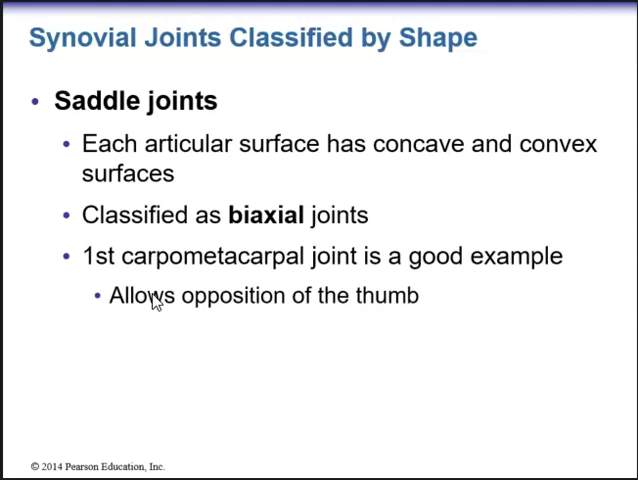 Synovial Joints Classified by Shape
• Saddle joints
• Each articular surface has concave and convex
surfaces
• Classified as biaxial joints
• 1st carpometacarpal joint is a good example
• Allows opposition of the thumb
© 2014 Pearson Education, Inc.